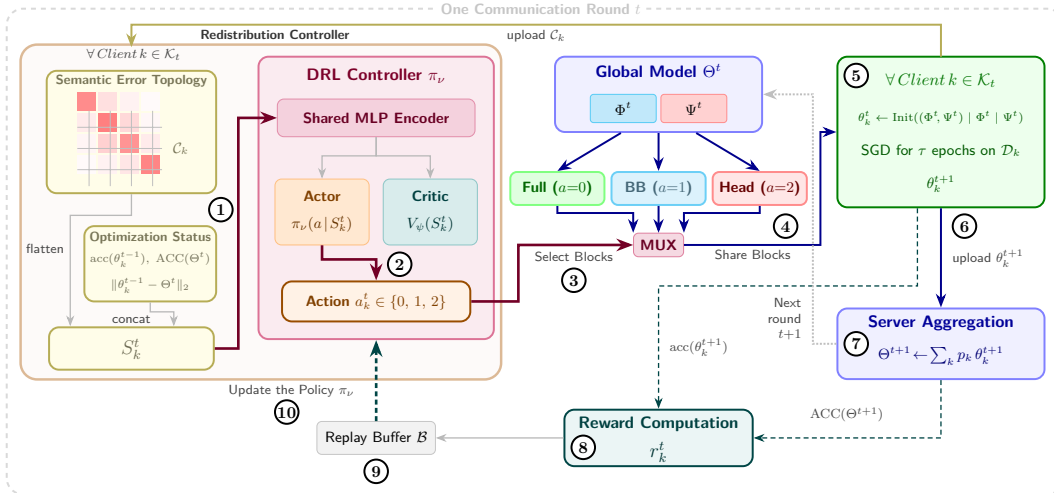 One Communication Round t
Redistribution Controller
upload 𝒞_k
∀ Client k ∈ 𝒦_t
Semantic Error Topology
𝒞_k
①
flatten
Optimization Status
acc(θ_k^{t−1}), ACC(Θ^t)
‖θ_k^{t−1} − Θ^t‖_2
concat
S_k^t
DRL Controller π_ν
Shared MLP Encoder
Actor
π_ν(a | S_k^t)
Critic
V_ψ(S_k^t)
②
Action a_k^t ∈ {0, 1, 2}
Global Model Θ^t
Φ^t
Ψ^t
Full (a=0)
BB (a=1)
Head (a=2)
MUX
④
Select Blocks
Share Blocks
③
⑤
∀ Client k ∈ 𝒦_t
θ_k^t ← Init((Φ^t, Ψ^t) | Φ^t | Ψ^t)
SGD for τ epochs on 𝒟_k
θ_k^{t+1}
⑥
upload θ_k^{t+1}
Next
round
t+1
Server Aggregation
⑦
Θ^{t+1} ← ∑_k p_k θ_k^{t+1}
acc(θ_k^{t+1})
ACC(Θ^{t+1})
Update the Policy π_ν
⑩
Replay Buffer ℬ
⑨
Reward Computation
⑧
r_k^t